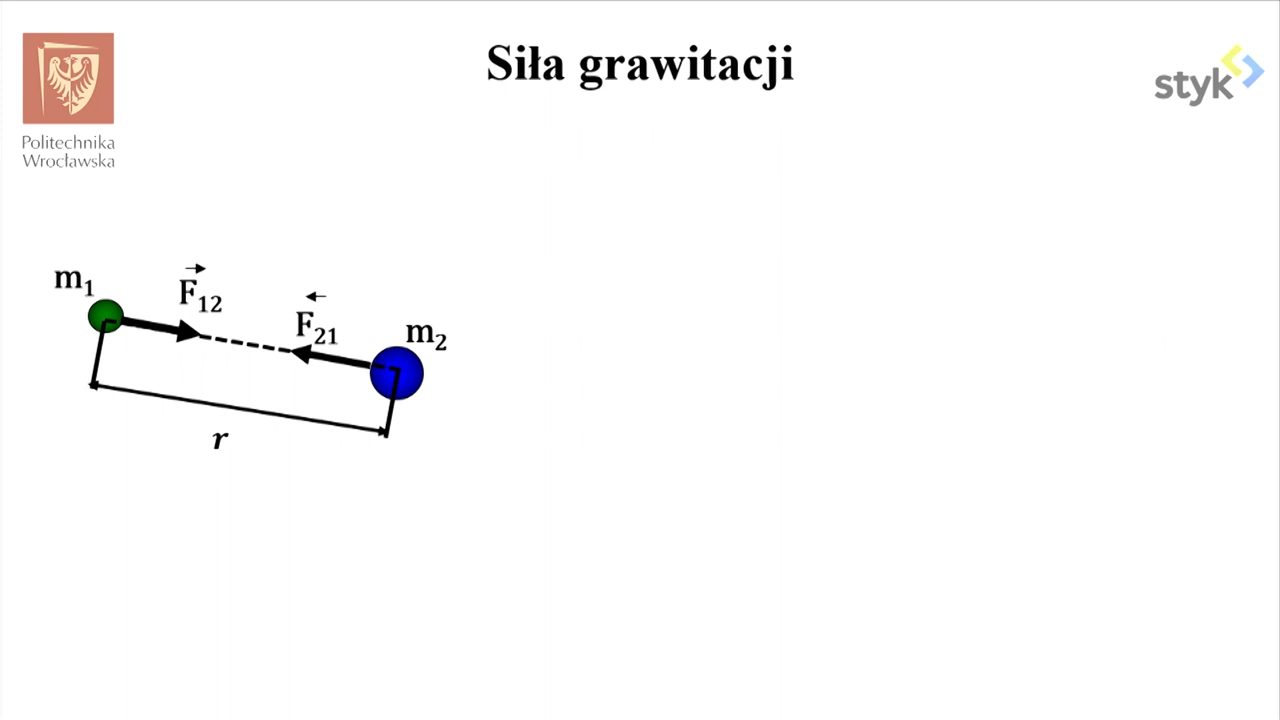 Siła grawitacji
Politechnika
Wrocławska
styk
m₁
F₁₂
F₂₁
m₂
r